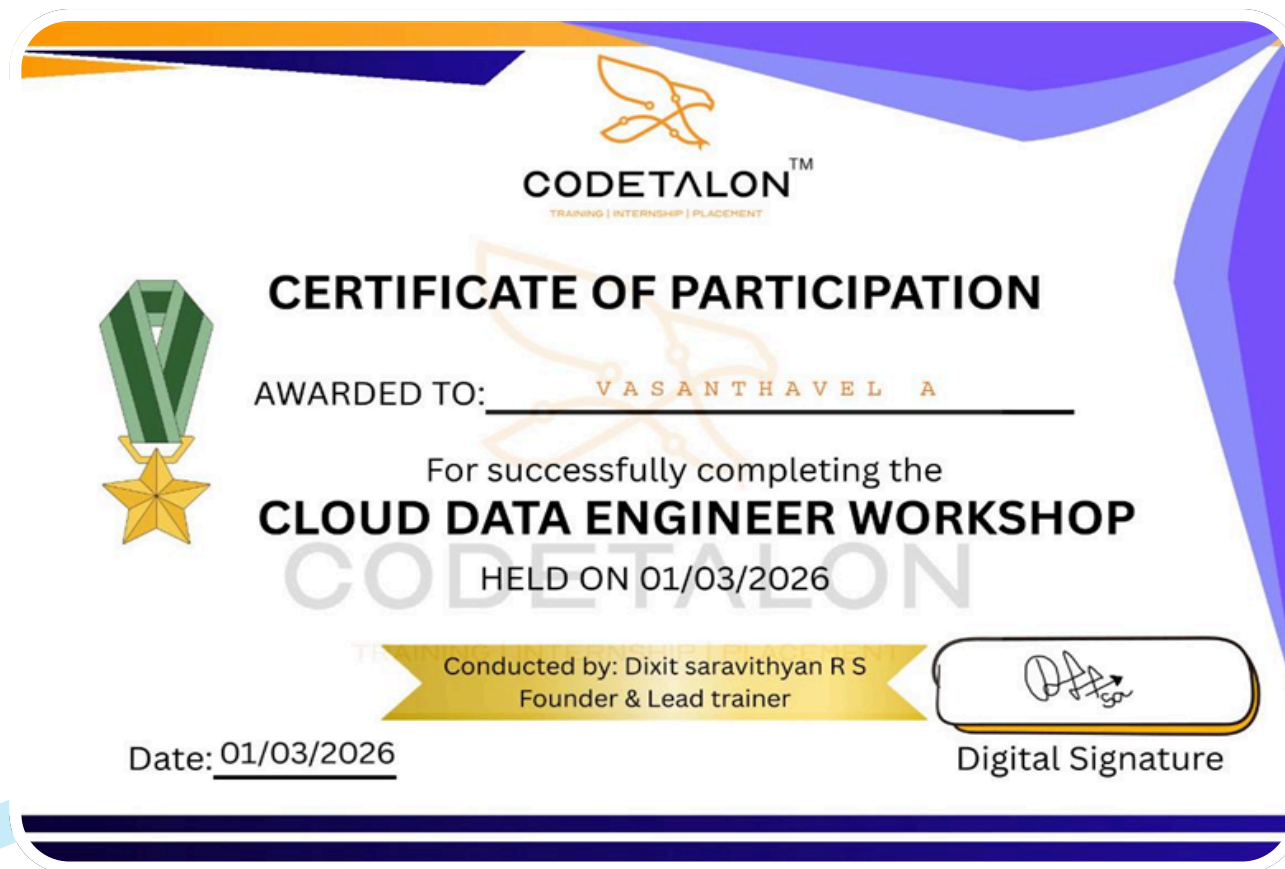 CODETALON™
TRAINING | INTERNSHIP | PLACEMENT
CERTIFICATE OF PARTICIPATION
AWARDED TO: VASANTHAVEL A
For successfully completing the
CLOUD DATA ENGINEER WORKSHOP
CODETALON
HELD ON 01/03/2026
TRAINING | INTERNSHIP | PLACEMENT
Conducted by: Dixit saravithyan R S
Founder & Lead trainer
Date: 01/03/2026
Digital Signature